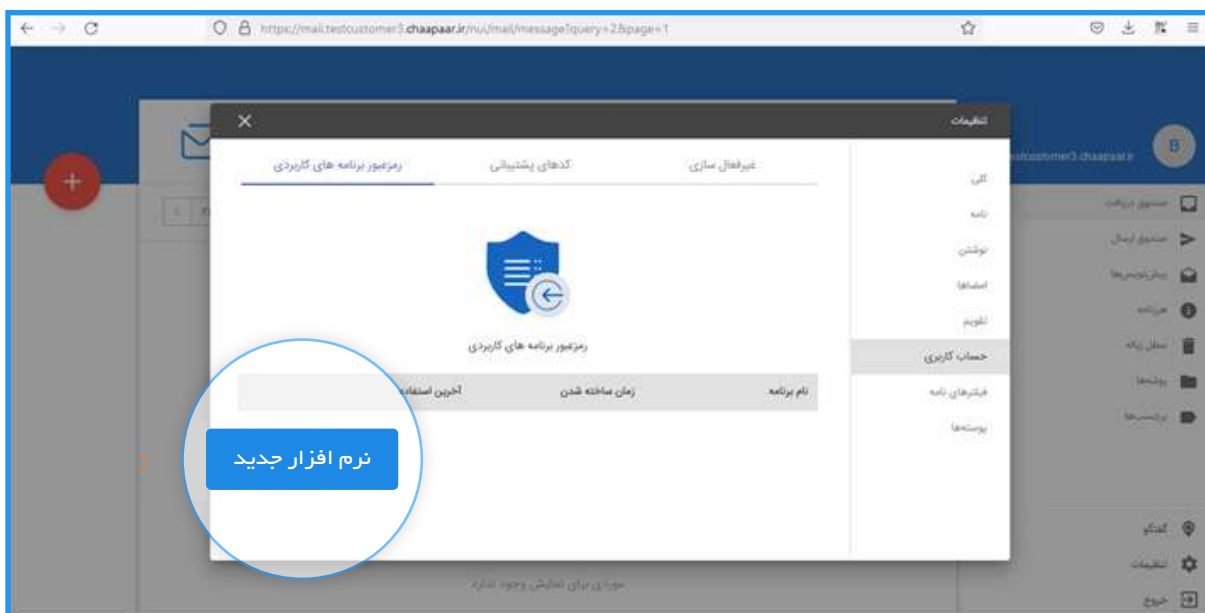 https://mail.testcustomer3.chaapaar.ir/nui/mail/message?query=2&page=1
تنظیمات
B
غیرفعال سازی
کدهای پشتیبانی
رمزعبور برنامه های کاربردی
کلی
نامه
نوشتن
امضاها
تقویم
حساب کاربری
فیلترهای نامه
پوسته‌ها
رمزعبور برنامه های کاربردی
نام برنامه
زمان ساخته شدن
آخرین استفاده
نرم افزار جدید
صندوق دریافت
صندوق ارسال
پیش‌نویس‌ها
هرزنامه
سطل زباله
پوشه‌ها
برچسب‌ها
گفتگو
تنظیمات
خروج
موردی برای نمایش وجود ندارد